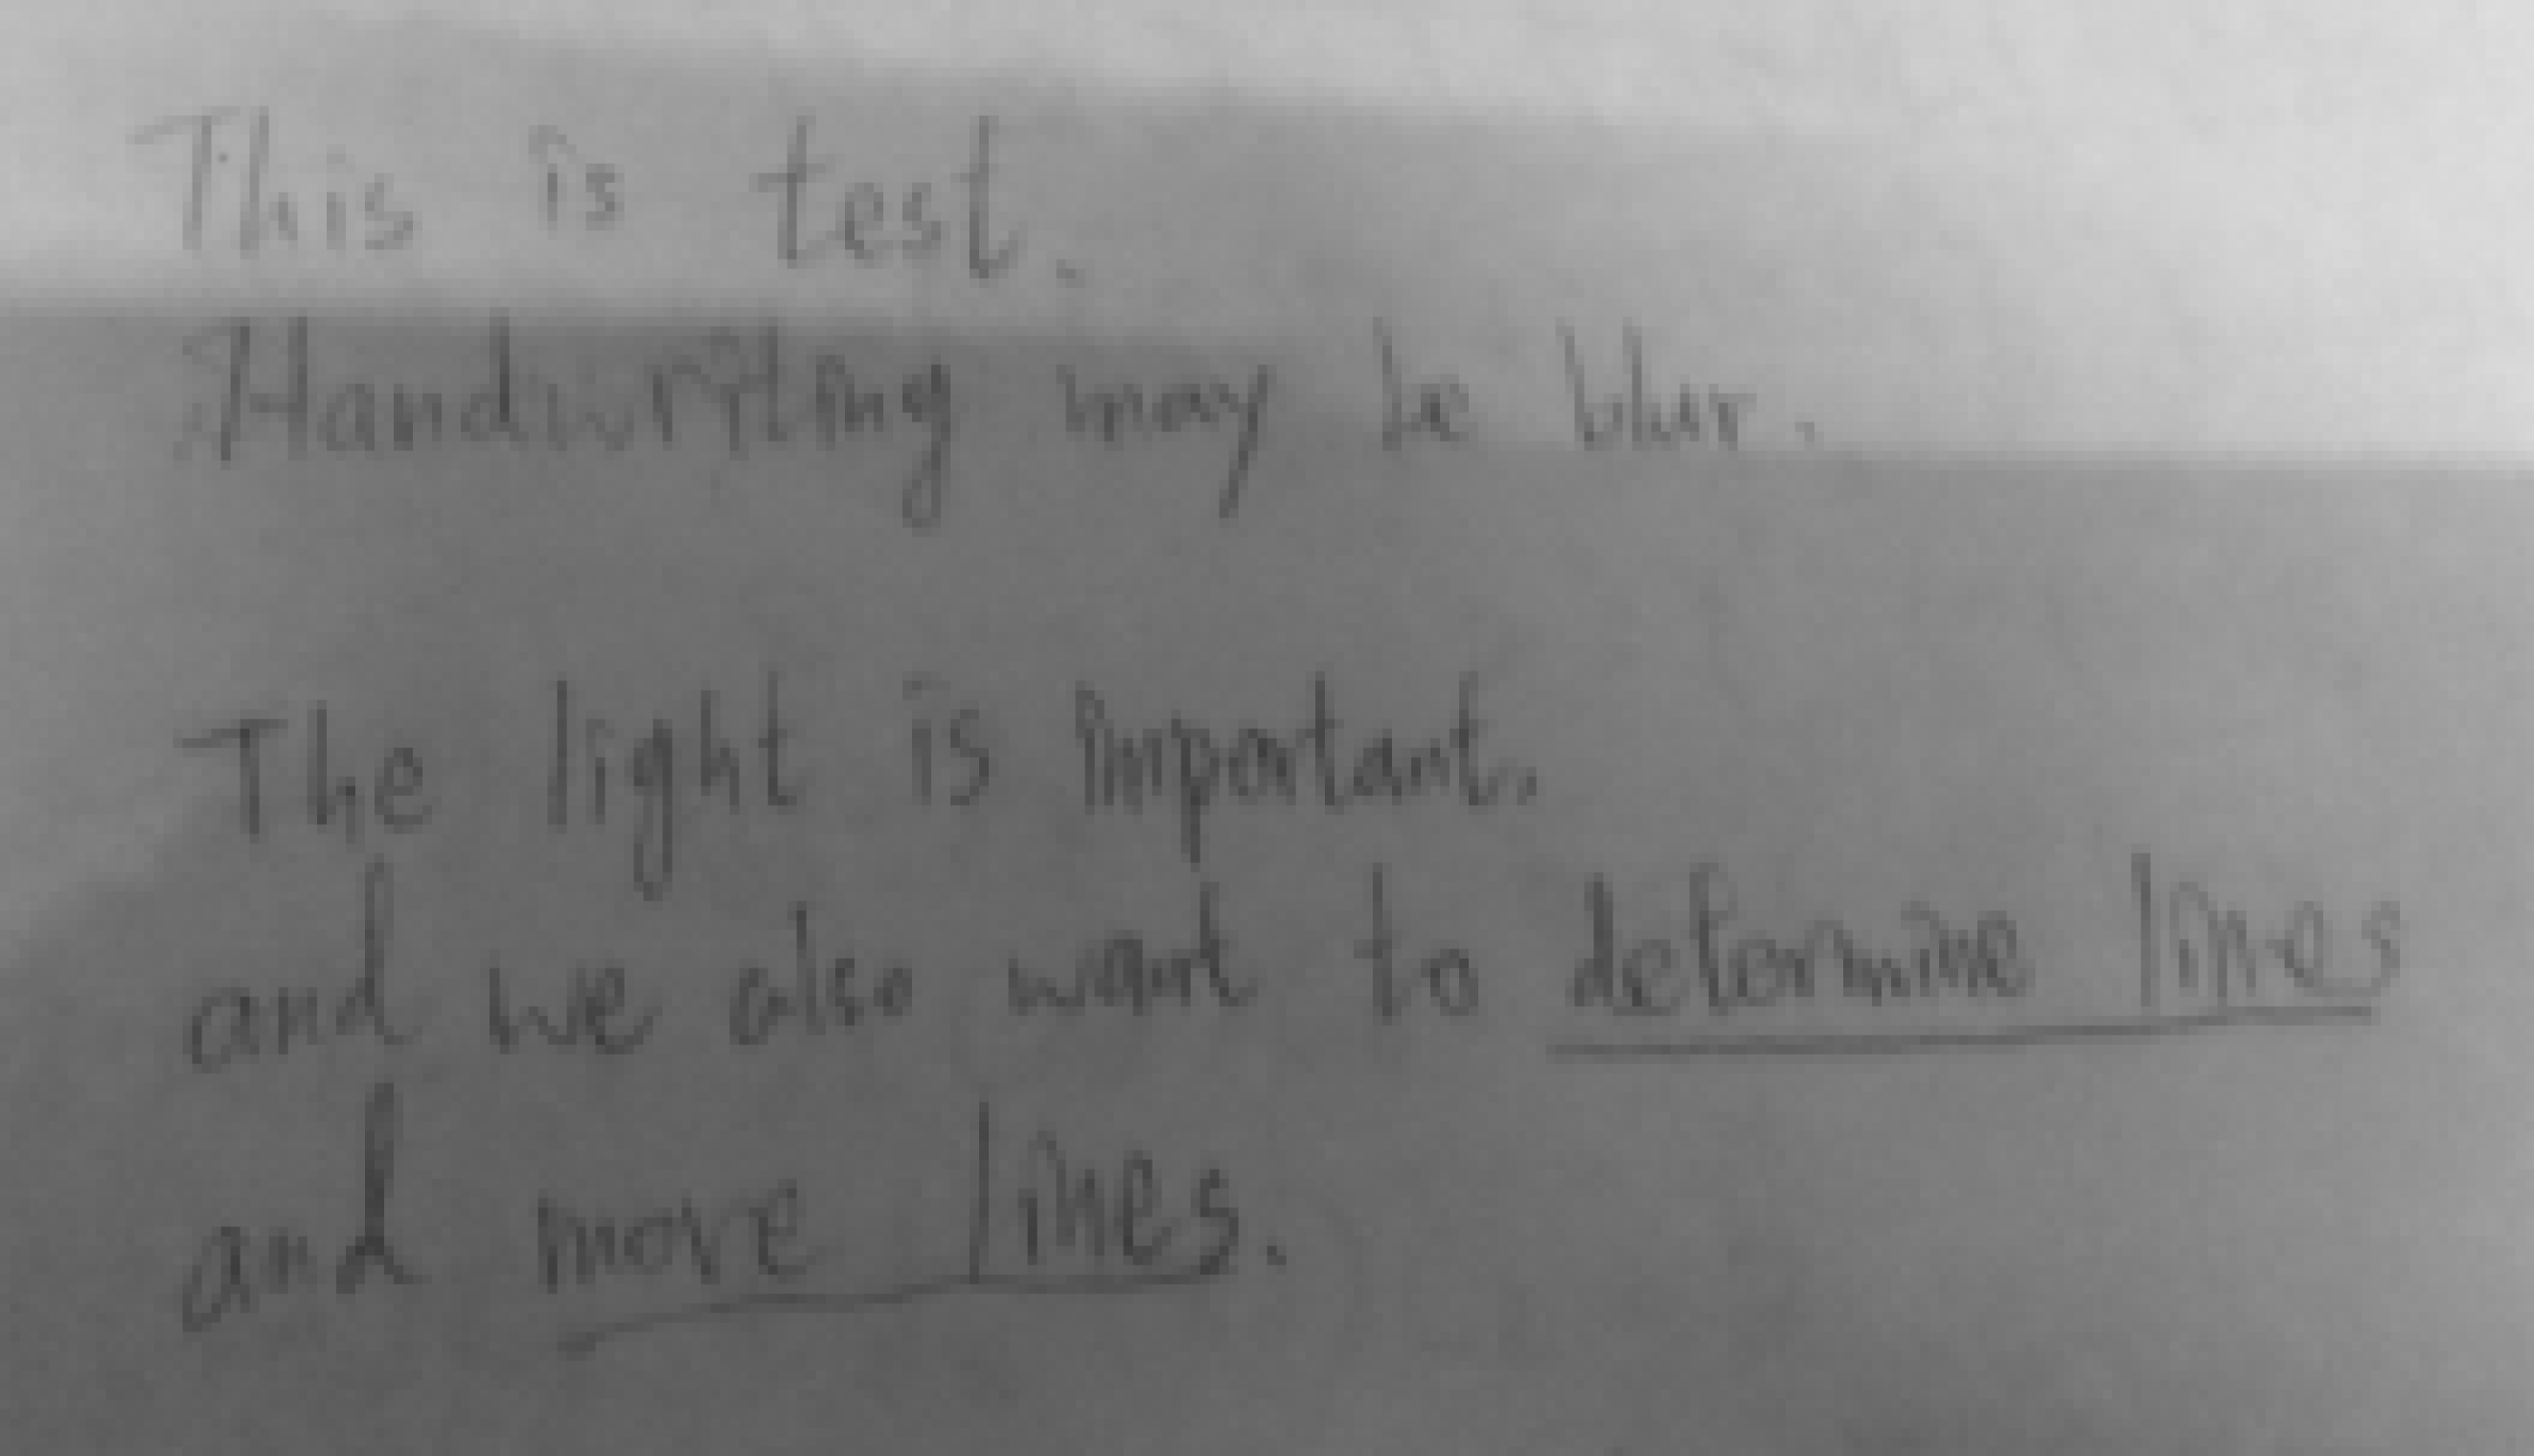 This is test.
Handwriting may be blur.
The light is important.
and we also want to determine lines
and more lines.